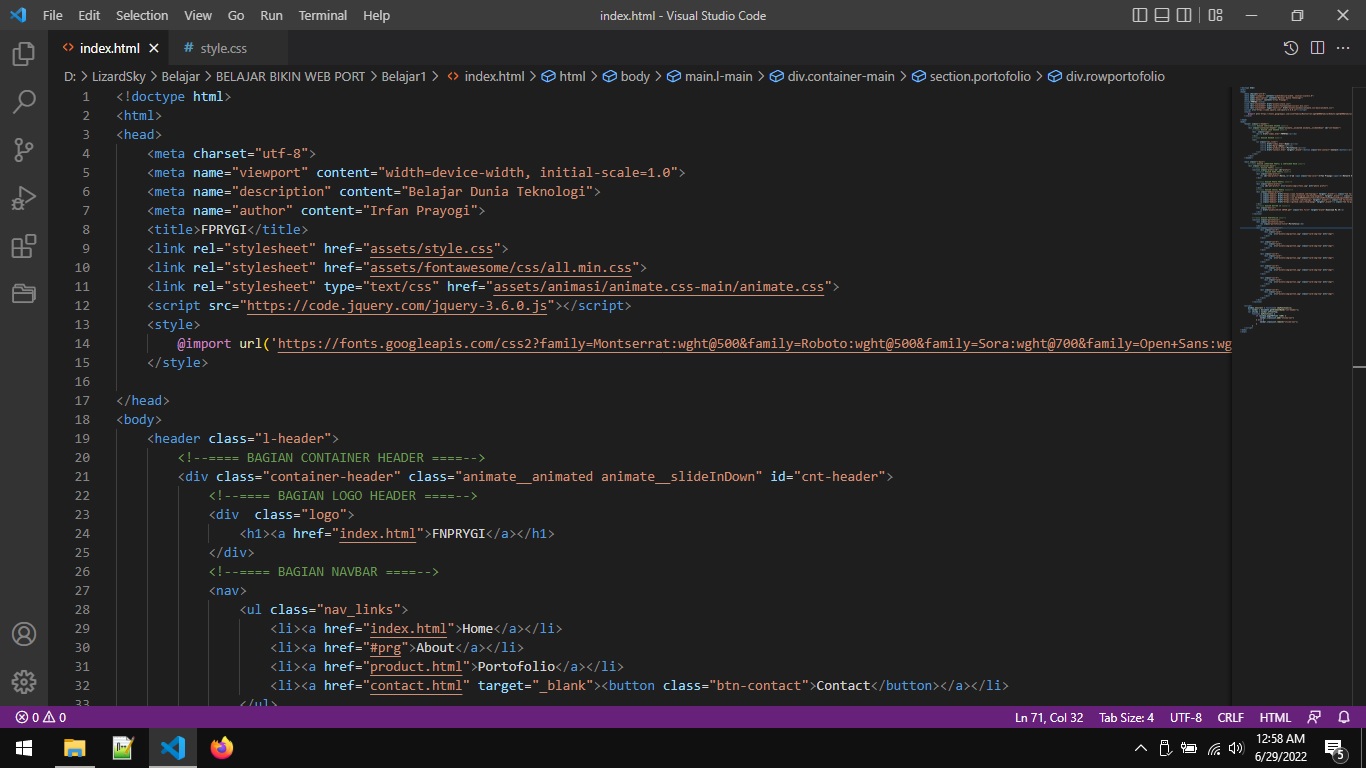 File Edit Selection View Go Run Terminal Help
index.html - Visual Studio Code
index.html
# style.css
D: > LizardSky > Belajar > BELAJAR BIKIN WEB PORT > Belajar1 > index.html > html > body > main.l-main > div.container-main > section.portofolio > div.rowportofolio
1 <!doctype html>
2 <html>
3 <head>
4 <meta charset="utf-8">
5 <meta name="viewport" content="width=device-width, initial-scale=1.0">
6 <meta name="description" content="Belajar Dunia Teknologi">
7 <meta name="author" content="Irfan Prayogi">
8 <title>FPRYGI</title>
9 <link rel="stylesheet" href="assets/style.css">
10 <link rel="stylesheet" href="assets/fontawesome/css/all.min.css">
11 <link rel="stylesheet" type="text/css" href="assets/animasi/animate.css-main/animate.css">
12 <script src="https://code.jquery.com/jquery-3.6.0.js"></script>
13 <style>
14 @import url('https://fonts.googleapis.com/css2?family=Montserrat:wght@500&family=Roboto:wght@500&family=Sora:wght@700&family=Open+Sans:wg
15 </style>
16
17 </head>
18 <body>
19 <header class="l-header">
20 <!--==== BAGIAN CONTAINER HEADER ====-->
21 <div class="container-header" class="animate__animated animate__slideInDown" id="cnt-header">
22 <!--==== BAGIAN LOGO HEADER ====-->
23 <div  class="logo">
24 <h1><a href="index.html">FNPRYGI</a></h1>
25 </div>
26 <!--==== BAGIAN NAVBAR ====-->
27 <nav>
28 <ul class="nav_links">
29 <li><a href="index.html">Home</a></li>
30 <li><a href="#prg">About</a></li>
31 <li><a href="product.html">Portofolio</a></li>
32 <li><a href="contact.html" target="_blank"><button class="btn-contact">Contact</button></a></li>
33 </ul>
0 0
Ln 71, Col 32 Tab Size: 4 UTF-8 CRLF HTML
12:58 AM
6/29/2022
5